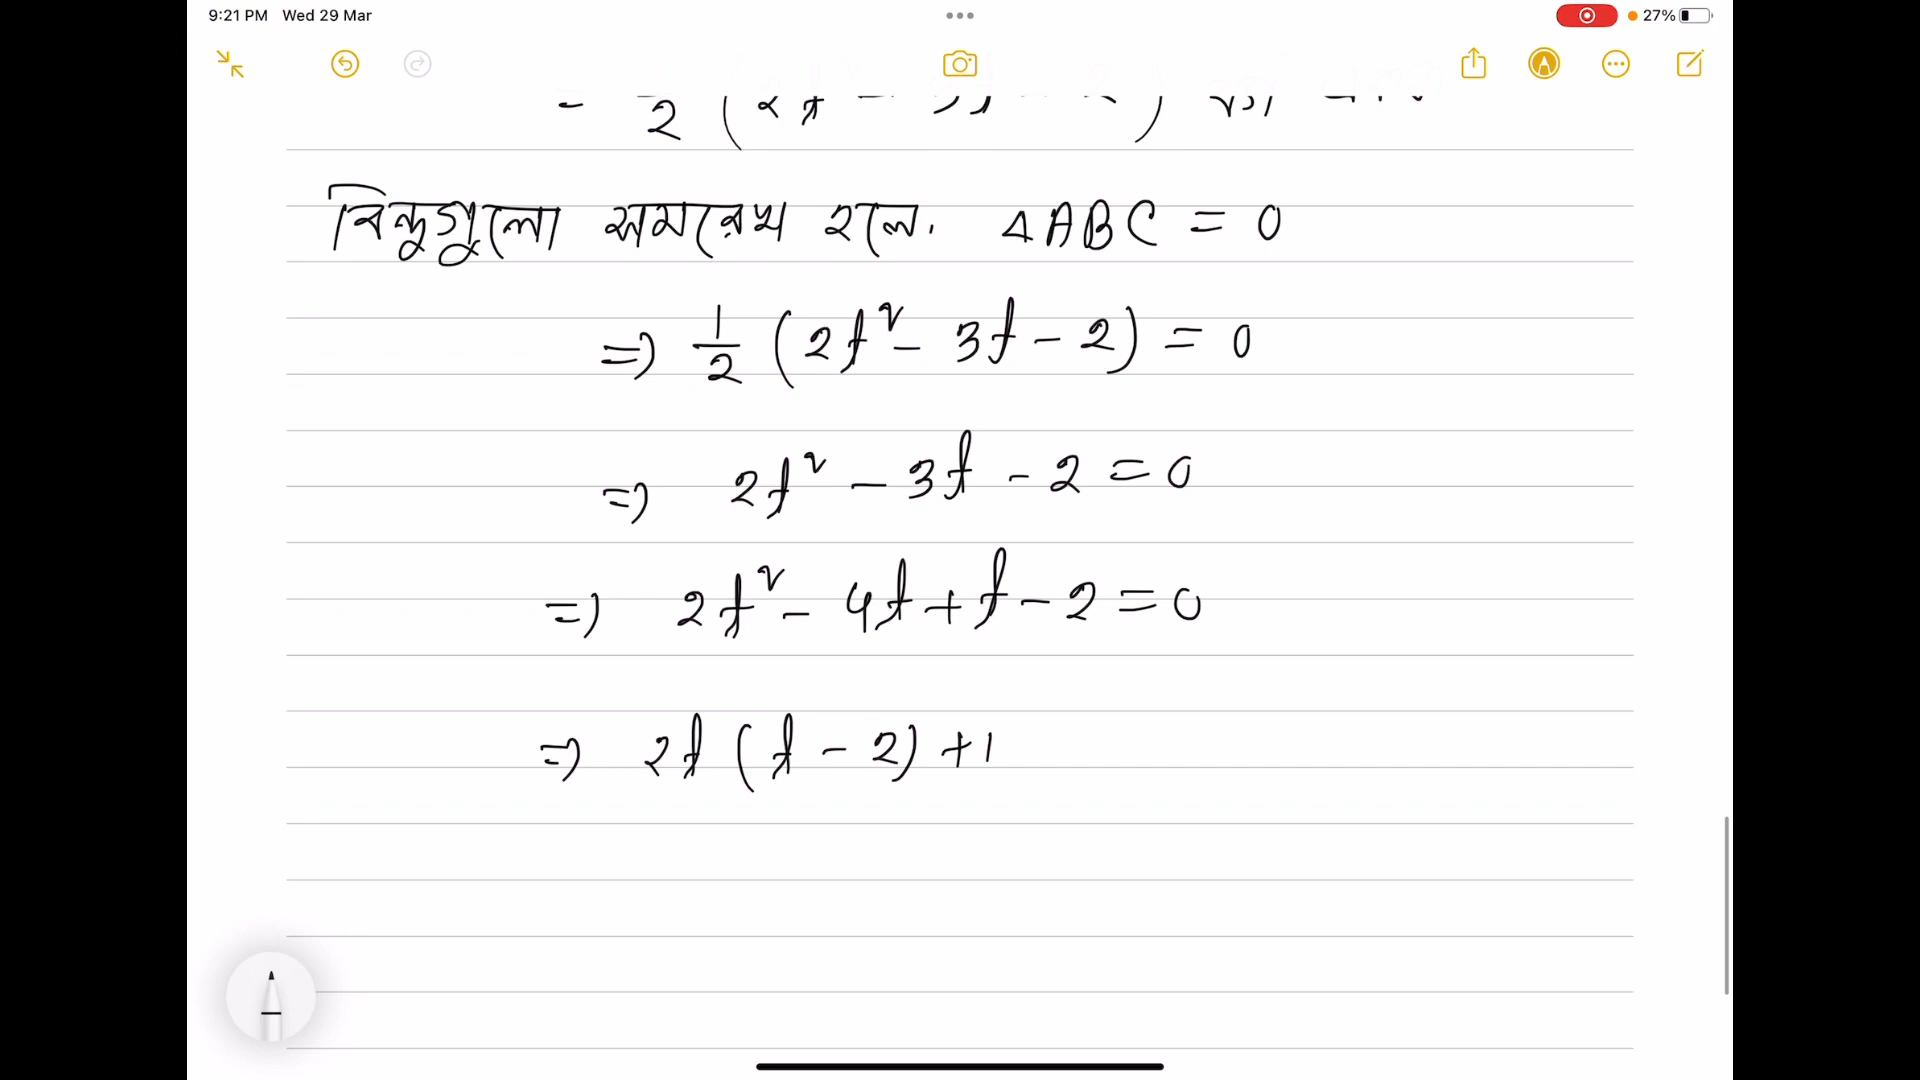 9:21 PM Wed 29 Mar
27%
বিন্দুগুলো সমরেখ হলে, ΔABC = 0
=> 1/2 (2t² - 3t - 2) = 0
=> 2t² - 3t - 2 = 0
=> 2t² - 4t + t - 2 = 0
=> 2t (t - 2) + 1